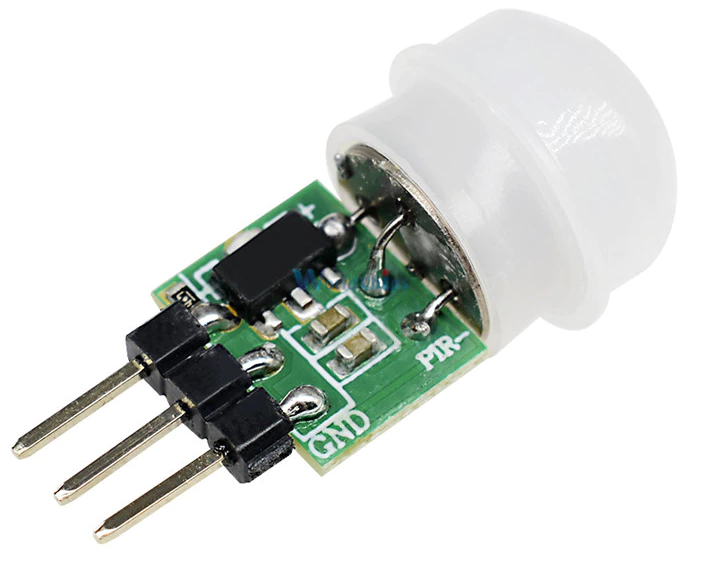 +
PIR-
GND